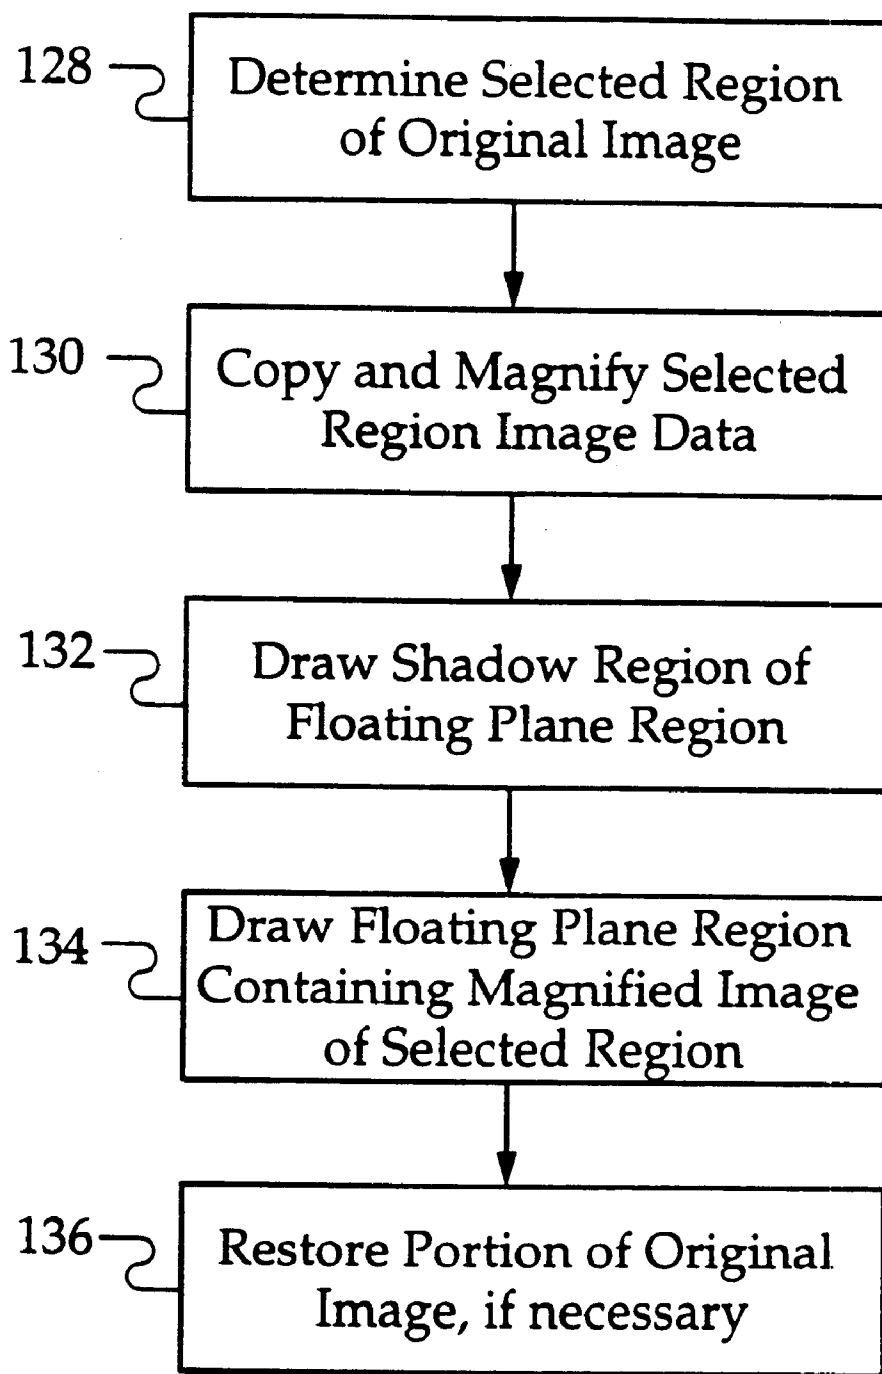 128
Determine Selected Region
of Original Image
130
Copy and Magnify Selected
Region Image Data
132
Draw Shadow Region of
Floating Plane Region
134
Draw Floating Plane Region
Containing Magnified Image
of Selected Region
136
Restore Portion of Original
Image, if necessary